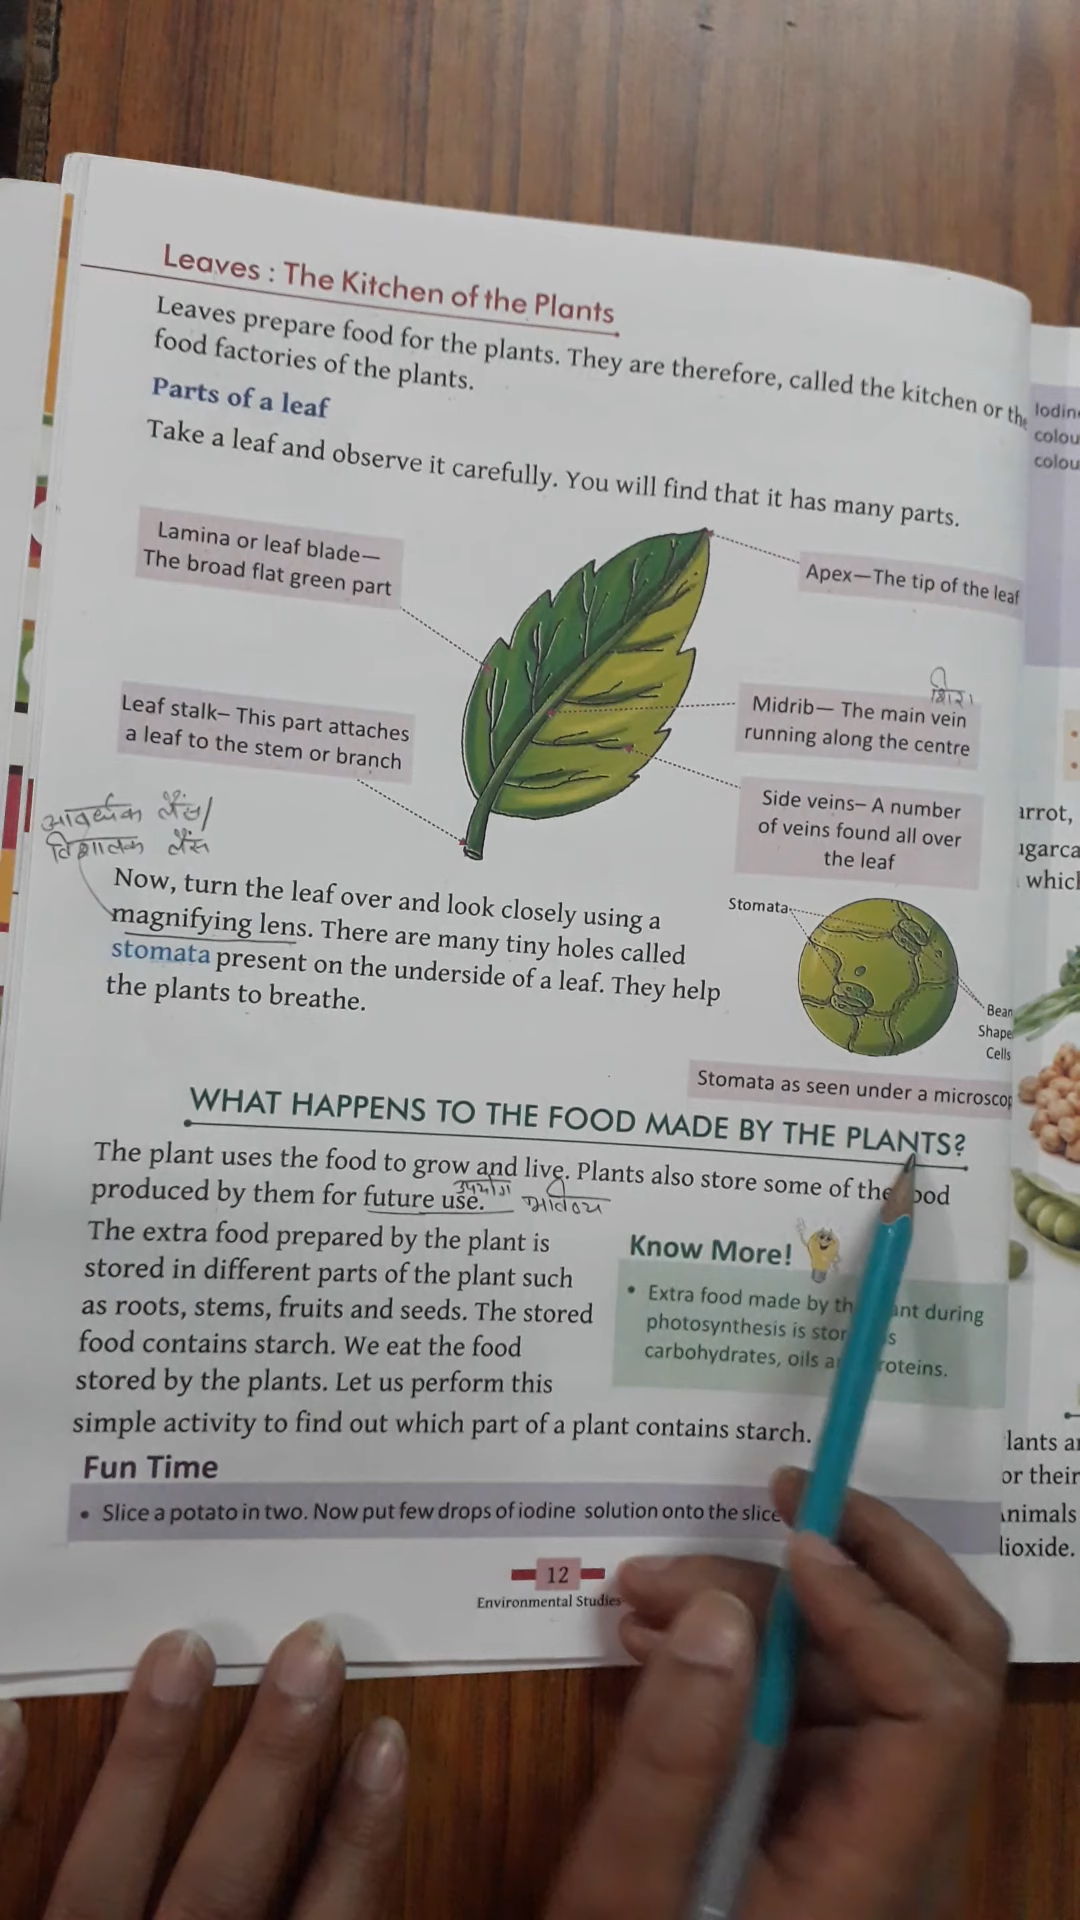 Leaves : The Kitchen of the Plants
Leaves prepare food for the plants. They are therefore, called the kitchen or the
food factories of the plants.
Parts of a leaf
Take a leaf and observe it carefully. You will find that it has many parts.
Lamina or leaf blade—
The broad flat green part
Apex—The tip of the leaf
Leaf stalk– This part attaches
a leaf to the stem or branch
Midrib— The main vein
running along the centre
Side veins– A number
of veins found all over
the leaf
लैंस/
लैंस
Now, turn the leaf over and look closely using a
magnifying lens. There are many tiny holes called
stomata present on the underside of a leaf. They help
the plants to breathe.
Stomata
Bean
Shape
Cells
Stomata as seen under a
WHAT HAPPENS TO THE FOOD MADE BY THE PLANTS?
The plant uses the food to grow and live. Plants also store some of the
उपयोग
produced by them for future use.
The extra food prepared by the plant is
stored in different parts of the plant such
as roots, stems, fruits and seeds. The stored
food contains starch. We eat the food
stored by the plants. Let us perform this
simple activity to find out which part of a plant contains starch.
Know More!
• Extra food made by during
photosynthesis is
carbohydrates, oils
Fun Time
• Slice a potato in two. Now put few drops of iodine solution onto the slice
12
Environmental Studies
colou
colou
which
or their